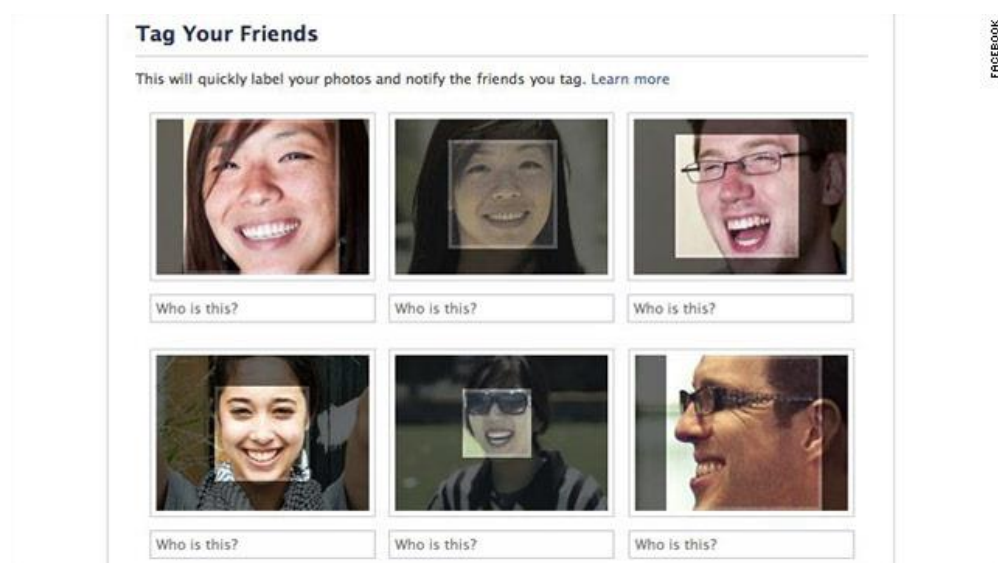 Tag Your Friends
This will quickly label your photos and notify the friends you tag. Learn more
Who is this?
Who is this?
Who is this?
Who is this?
Who is this?
Who is this?
FACEBOOK